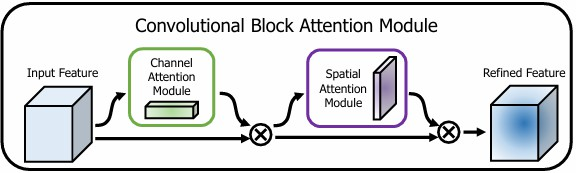 Convolutional Block Attention Module
Input Feature
Channel
Attention
Module
Spatial
Attention
Module
Refined Feature